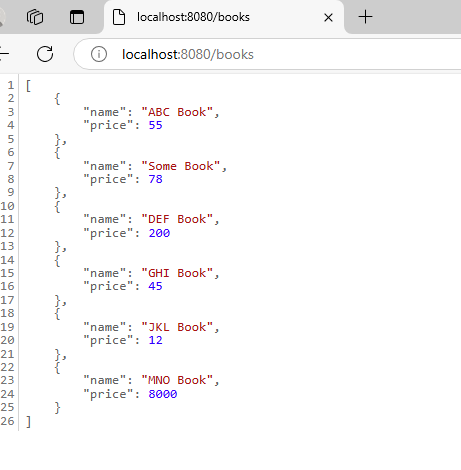 localhost:8080/books
localhost:8080/books
1 [
2     {
3         "name": "ABC Book",
4         "price": 55
5     },
6     {
7         "name": "Some Book",
8         "price": 78
9     },
10     {
11         "name": "DEF Book",
12         "price": 200
13     },
14     {
15         "name": "GHI Book",
16         "price": 45
17     },
18     {
19         "name": "JKL Book",
20         "price": 12
21     },
22     {
23         "name": "MNO Book",
24         "price": 8000
25     }
26 ]